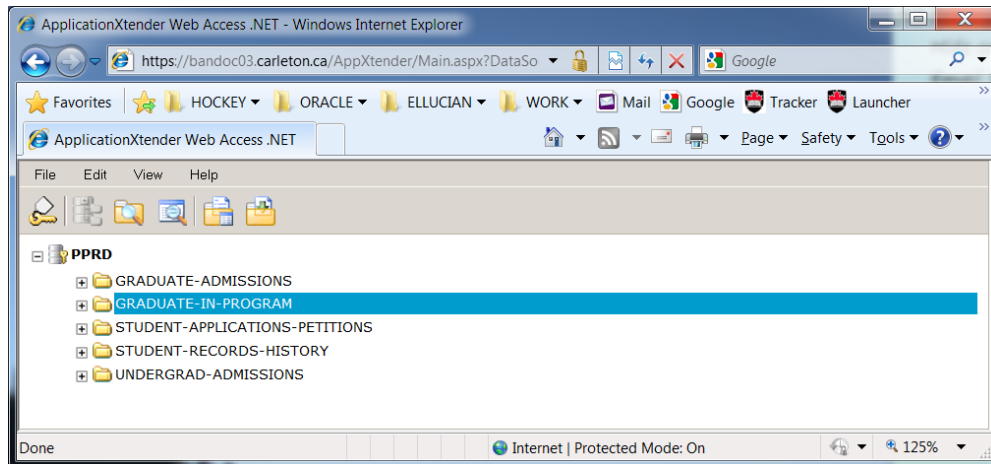 ApplicationXtender Web Access .NET - Windows Internet Explorer
https://bandoc03.carleton.ca/AppXtender/Main.aspx?DataSo Google
Favorites HOCKEY ORACLE ELLUCIAN WORK Mail Google Tracker Launcher
ApplicationXtender Web Access .NET Page Safety Tools
File Edit View Help
PPRD
GRADUATE-ADMISSIONS
GRADUATE-IN-PROGRAM
STUDENT-APPLICATIONS-PETITIONS
STUDENT-RECORDS-HISTORY
UNDERGRAD-ADMISSIONS
Done Internet | Protected Mode: On 125%